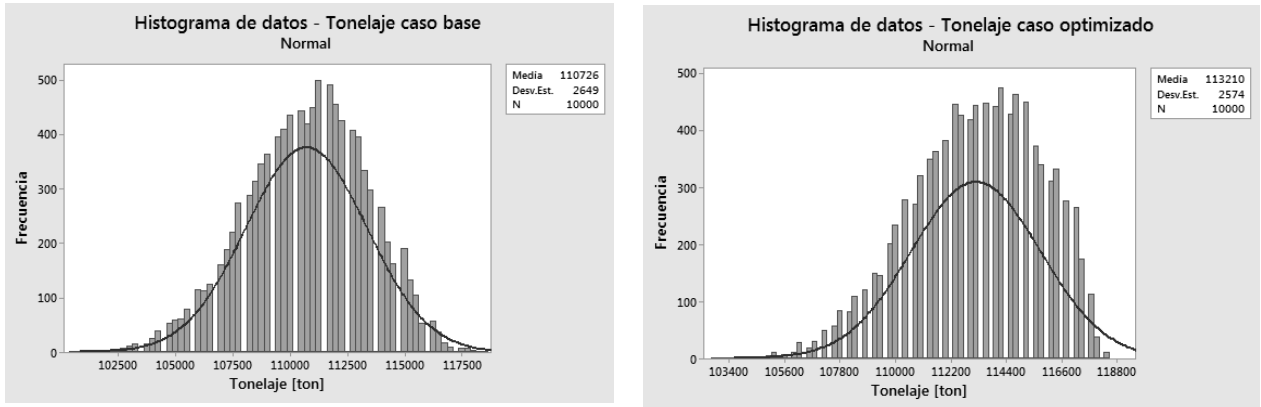 Histograma de datos - Tonelaje caso base
Normal
Media 110726
Desv.Est. 2649
N 10000
500
400
300
200
100
0
Frecuencia
102500 105000 107500 110000 112500 115000 117500
Tonelaje [ton]
Histograma de datos - Tonelaje caso optimizado
Normal
Media 113210
Desv.Est. 2574
N 10000
500
400
300
200
100
0
Frecuencia
103400 105600 107800 110000 112200 114400 116600 118800
Tonelaje [ton]